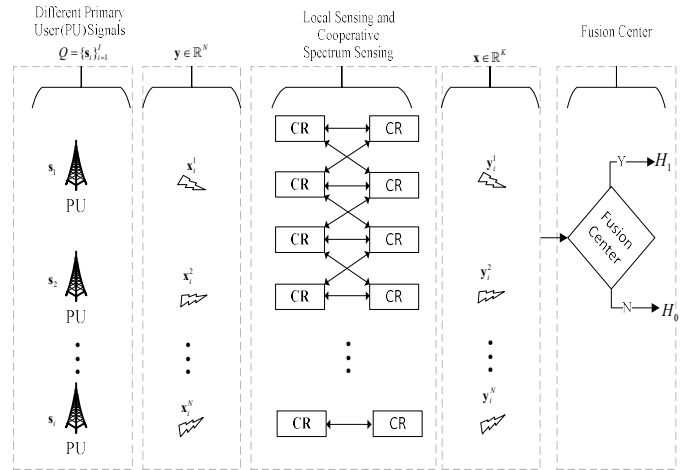 Different Primary
User (PU) Signals
Q = {s_i}_{i=1}^{I}
y ∈ ℝ^N
Local Sensing and
Cooperative
Spectrum Sensing
x ∈ ℝ^K
Fusion Center
CR CR
s_1
PU
x_i^1
CR CR
y_i^1
Y H_1
Fusion
Center
CR CR
s_2
PU
x_i^2
CR CR
y_i^2
N H_0
s_i
PU
x_i^N
CR CR
y_i^N